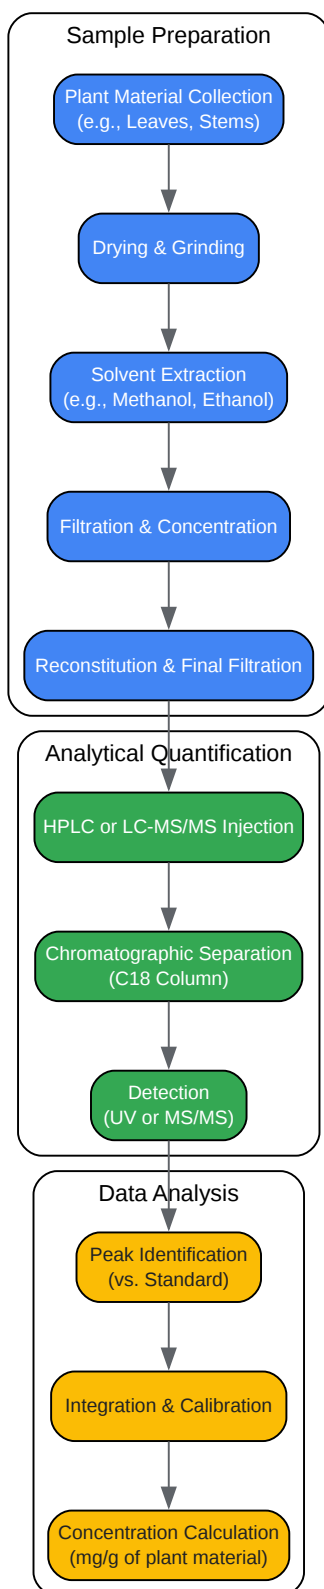 Sample Preparation
Plant Material Collection
(e.g., Leaves, Stems)
Drying & Grinding
Solvent Extraction
(e.g., Methanol, Ethanol)
Filtration & Concentration
Reconstitution & Final Filtration
Analytical Quantification
HPLC or LC-MS/MS Injection
Chromatographic Separation
(C18 Column)
Detection
(UV or MS/MS)
Data Analysis
Peak Identification
(vs. Standard)
Integration & Calibration
Concentration Calculation
(mg/g of plant material)